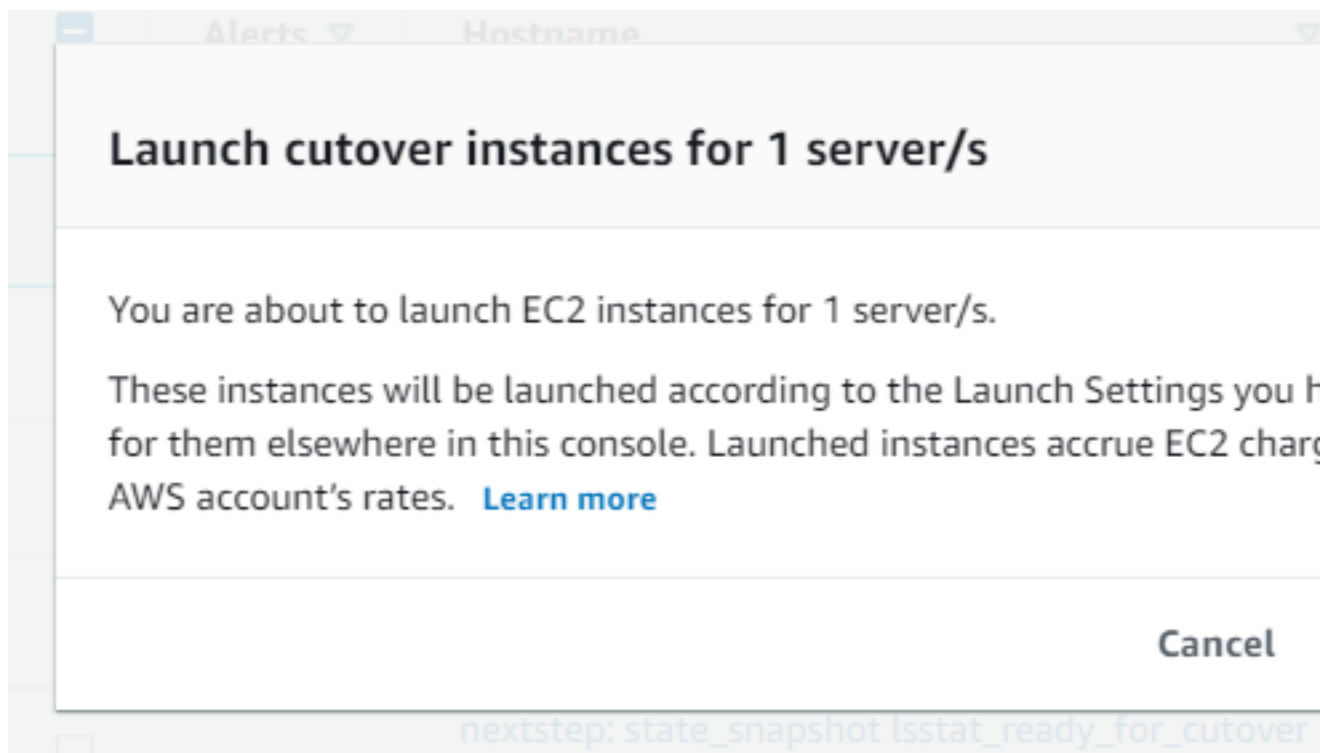 Alerts Hostname
Launch cutover instances for 1 server/s
You are about to launch EC2 instances for 1 server/s.
These instances will be launched according to the Launch Settings you h
for them elsewhere in this console. Launched instances accrue EC2 charg
AWS account's rates. Learn more
Cancel
nextstep: state_snapshot lsstat_ready_for_cutover